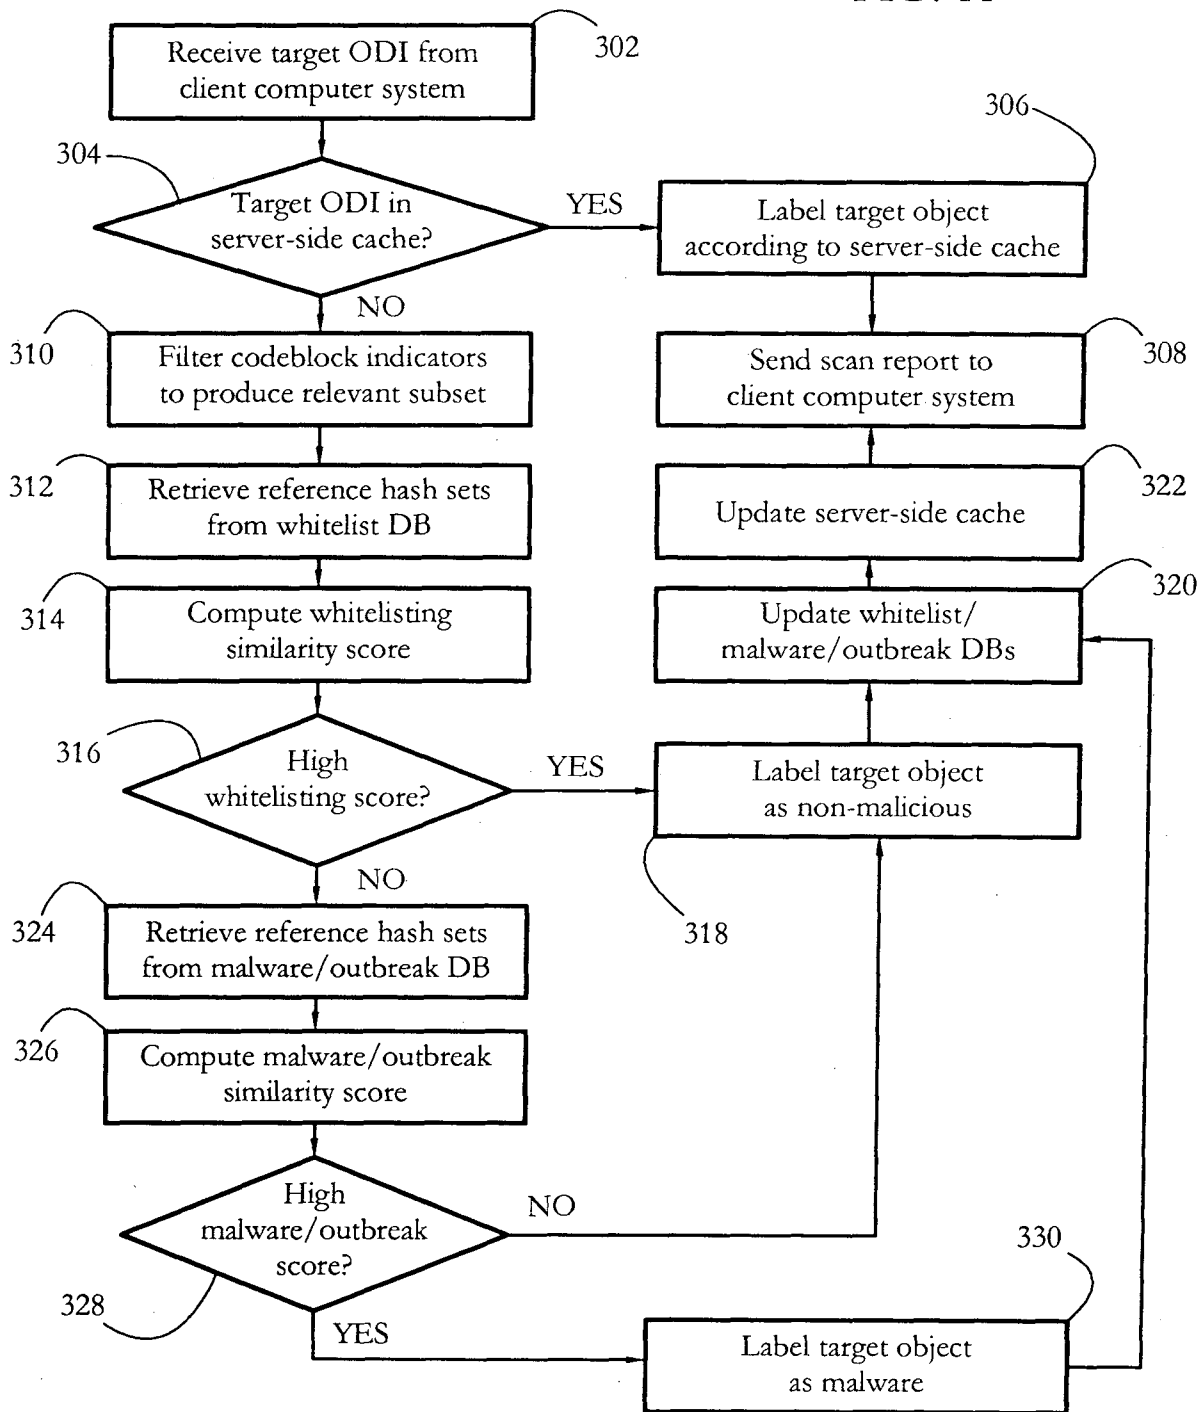 Receive target ODI from
client computer system
302
304
Target ODI in
server-side cache?
YES
306
Label target object
according to server-side cache
NO
310
Filter codeblock indicators
to produce relevant subset
Send scan report to
client computer system
308
312
Retrieve reference hash sets
from whitelist DB
Update server-side cache
322
314
Compute whitelisting
similarity score
Update whitelist/
malware/outbreak DBs
320
316
High
whitelisting score?
YES
Label target object
as non-malicious
318
NO
324
Retrieve reference hash sets
from malware/outbreak DB
326
Compute malware/outbreak
similarity score
High
malware/outbreak
score?
NO
328
YES
330
Label target object
as malware